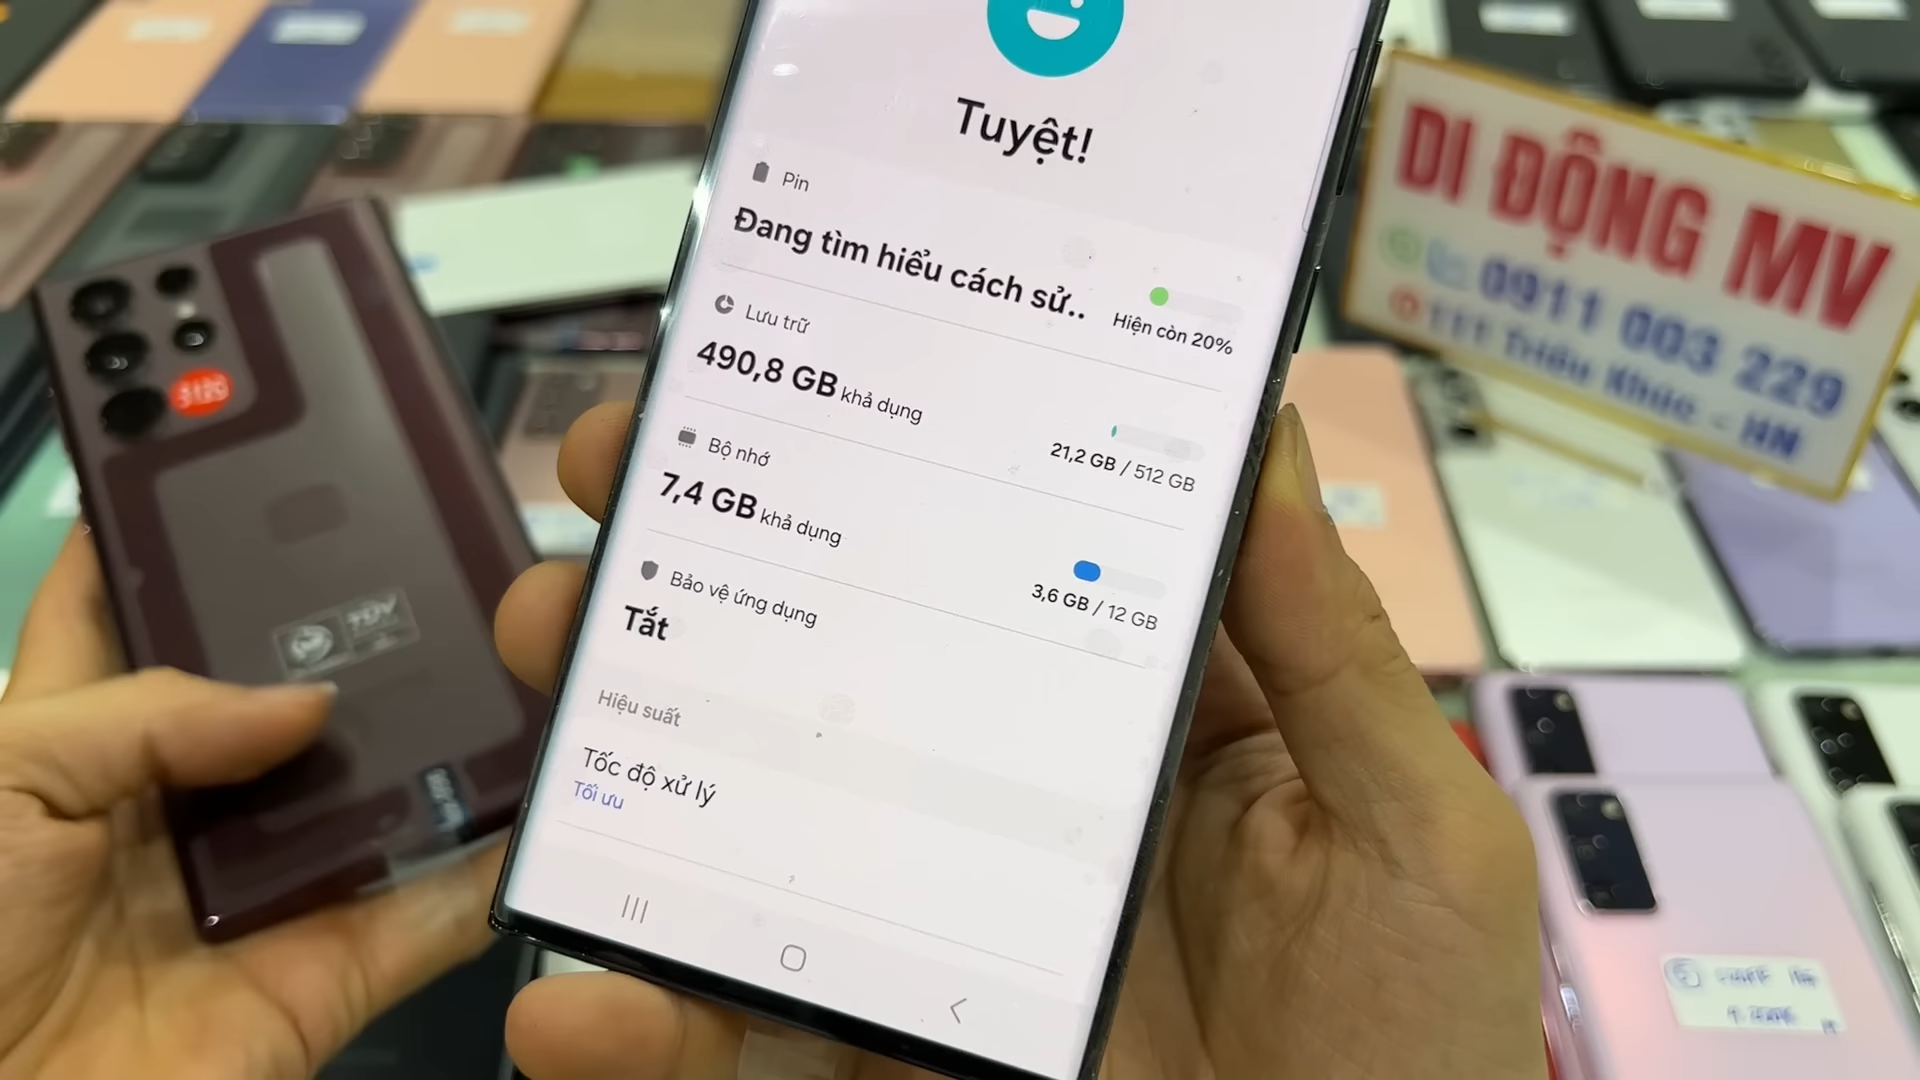 Tuyệt!
Pin
Đang tìm hiểu cách sử..
Hiện còn 20%
Lưu trữ
490,8 GB khả dụng
21,2 GB / 512 GB
Bộ nhớ
7,4 GB khả dụng
3,6 GB / 12 GB
Bảo vệ ứng dụng
Tắt
Hiệu suất
Tốc độ xử lý
Tối ưu
DI ĐỘNG MV
0911 003 229
111 Triều Khúc - HN
512G